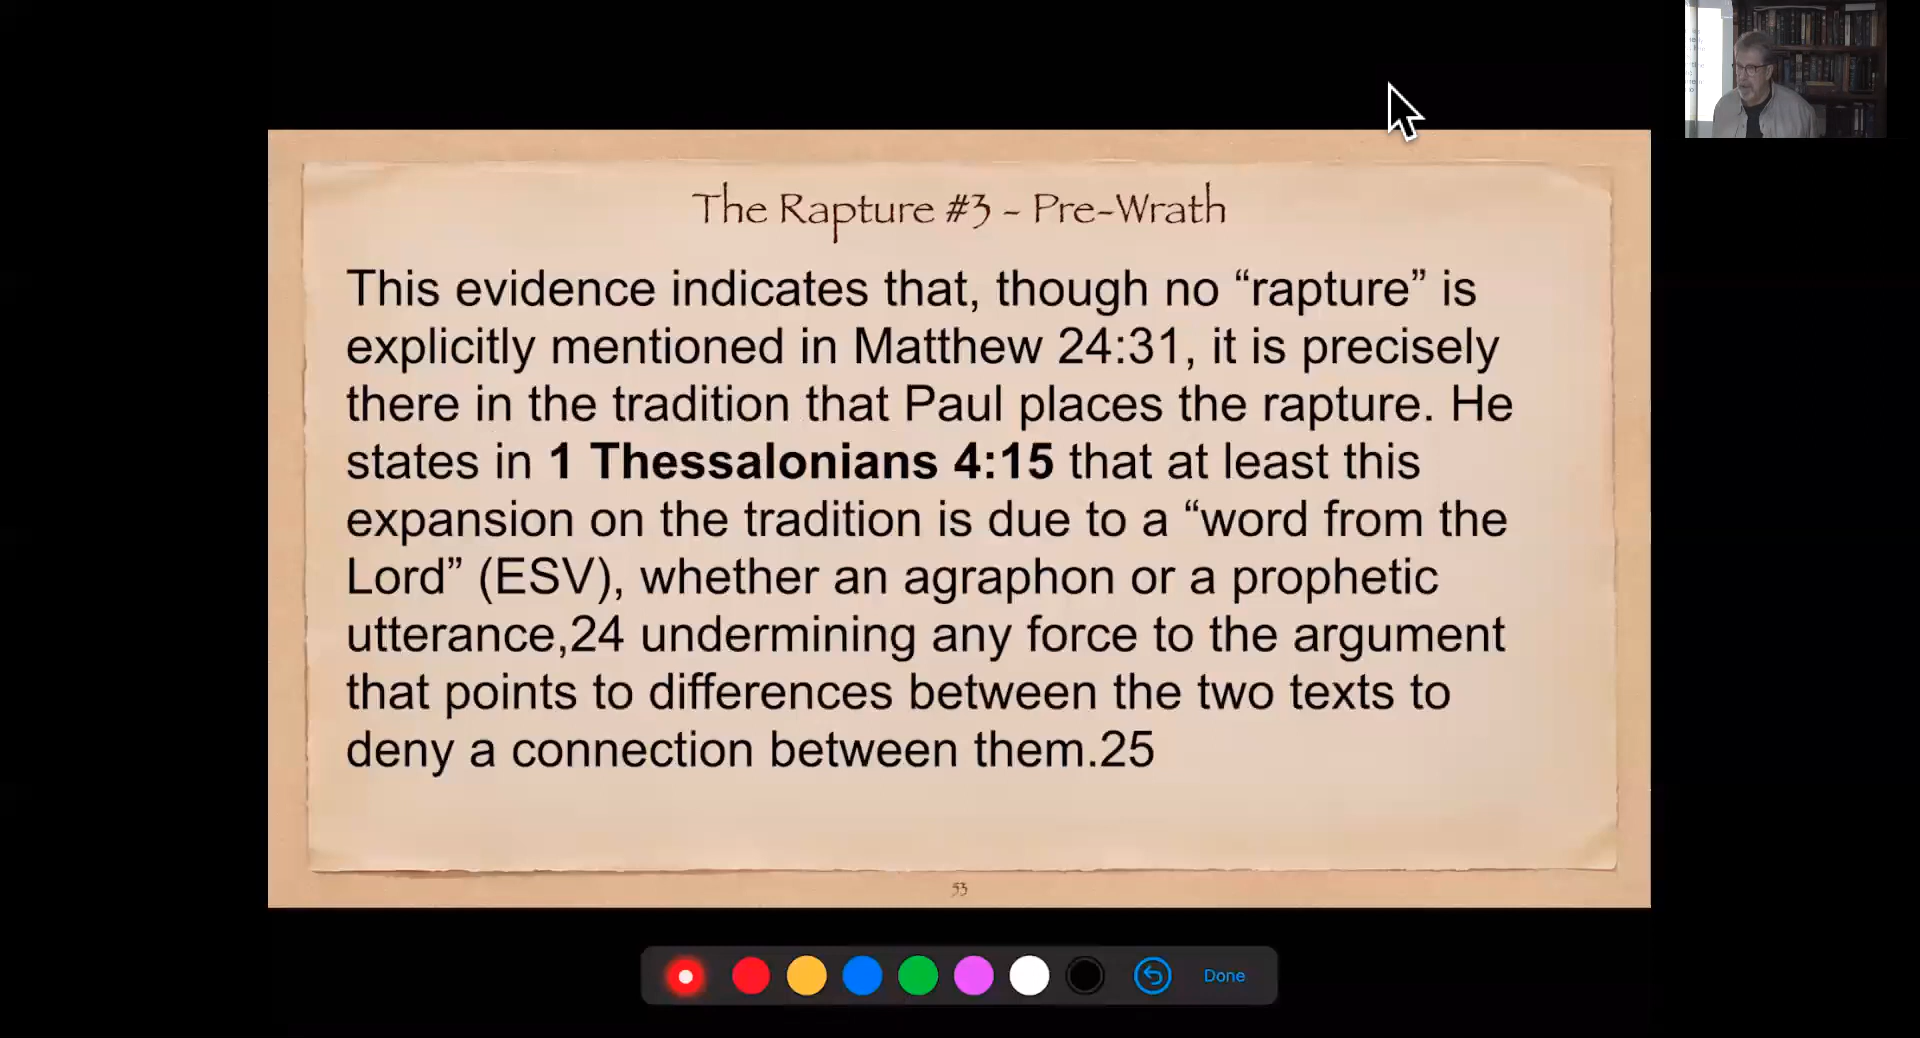 The Rapture #3 - Pre-Wrath
This evidence indicates that, though no “rapture” is
explicitly mentioned in Matthew 24:31, it is precisely
there in the tradition that Paul places the rapture. He
states in 1 Thessalonians 4:15 that at least this
expansion on the tradition is due to a “word from the
Lord” (ESV), whether an agraphon or a prophetic
utterance,24 undermining any force to the argument
that points to differences between the two texts to
deny a connection between them.25
53
Done